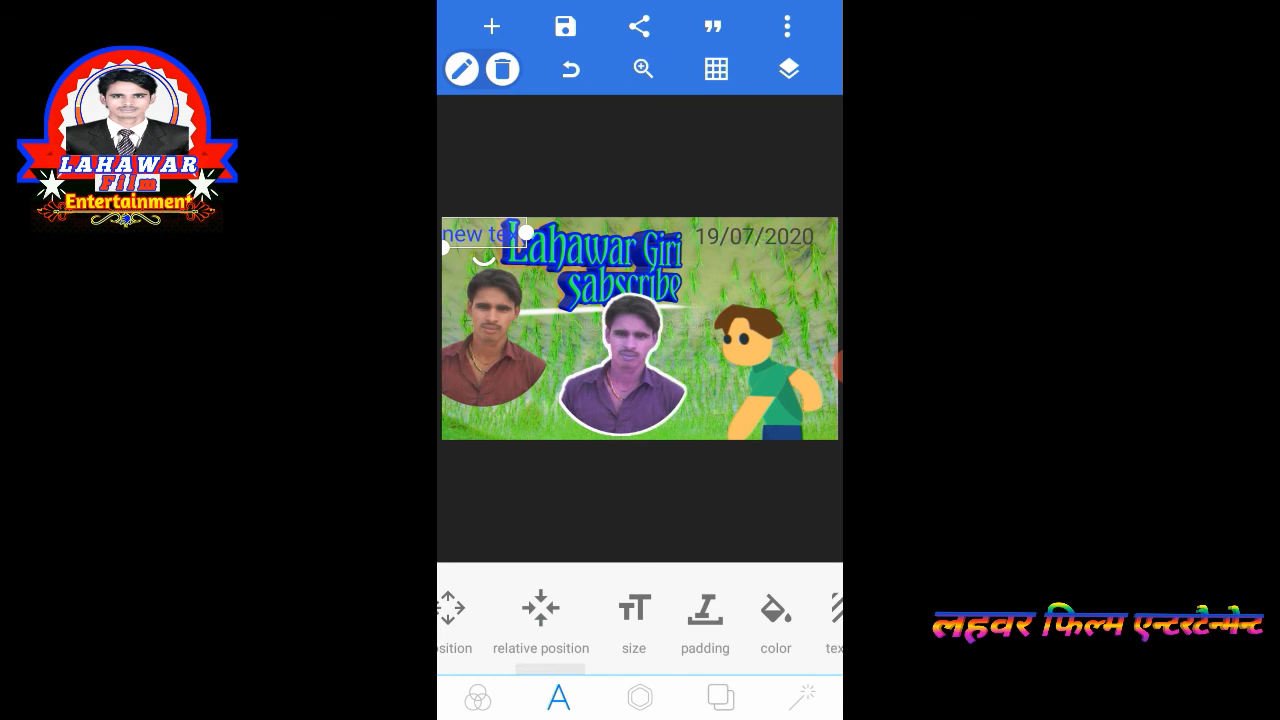 LAHAWAR
Film
Entertainment
new tex
Lahawar Giri
sabscribe
19/07/2020
relative position
size
padding
color
लहवर फिल्म एन्टरटैन्मेन्ट